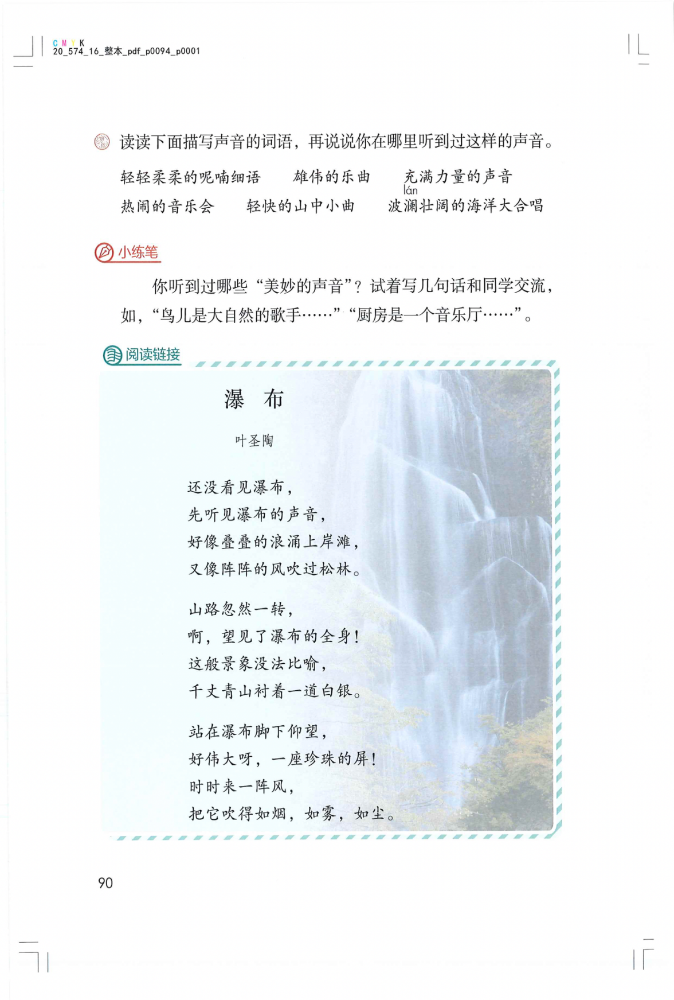 CMYK
20_574_16_整本_pdf_p0094_p0001
读读下面描写声音的词语，再说说你在哪里听到过这样的声音。
轻轻柔柔的呢喃细语 雄伟的乐曲 充满力量的声音
lán
热闹的音乐会 轻快的山中小曲 波澜壮阔的海洋大合唱
小练笔
你听到过哪些“美妙的声音”？试着写几句话和同学交流，
如，“鸟儿是大自然的歌手……”“厨房是一个音乐厅……”。
阅读链接
瀑 布
叶圣陶
还没看见瀑布，
先听见瀑布的声音，
好像叠叠的浪涌上岸滩，
又像阵阵的风吹过松林。
山路忽然一转，
啊，望见了瀑布的全身！
这般景象没法比喻，
千丈青山衬着一道白银。
站在瀑布脚下仰望，
好伟大呀，一座珍珠的屏！
时时来一阵风，
把它吹得如烟，如雾，如尘。
90